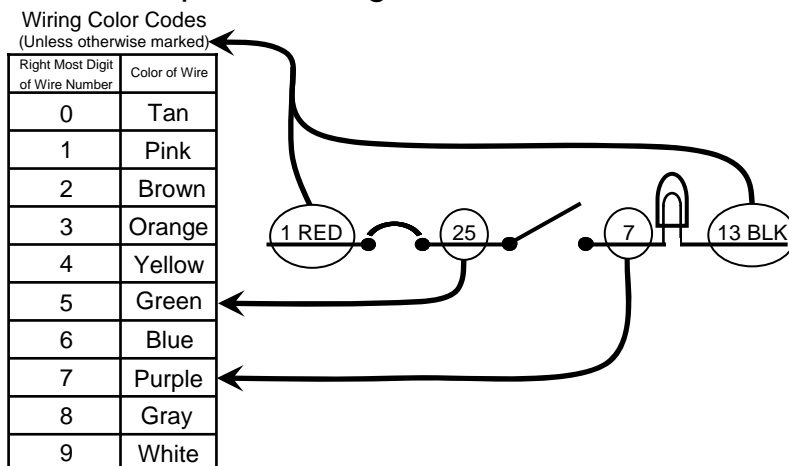 Wiring Color Codes
(Unless otherwise marked)
Right Most Digit
of Wire Number
Color of Wire
0 Tan
1 Pink
2 Brown
3 Orange
4 Yellow
5 Green
6 Blue
7 Purple
8 Gray
9 White
1 RED 25 7 13 BLK